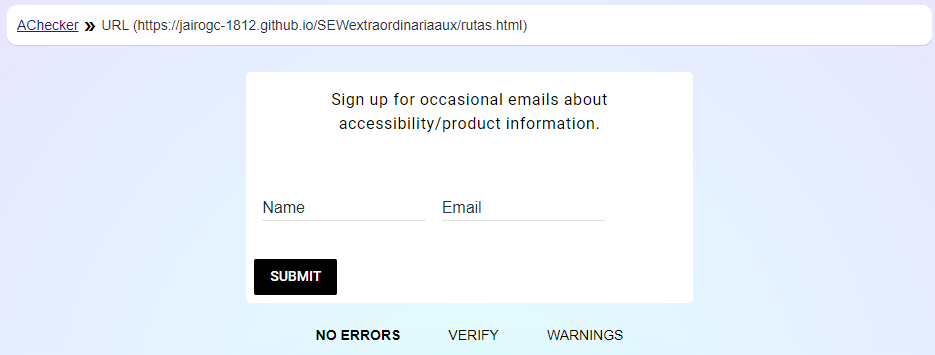 AChecker » URL (https://jairogc-1812.github.io/SEWextraordinariaaux/rutas.html)
Sign up for occasional emails about
accessibility/product information.
Name Email
SUBMIT
NO ERRORS VERIFY WARNINGS